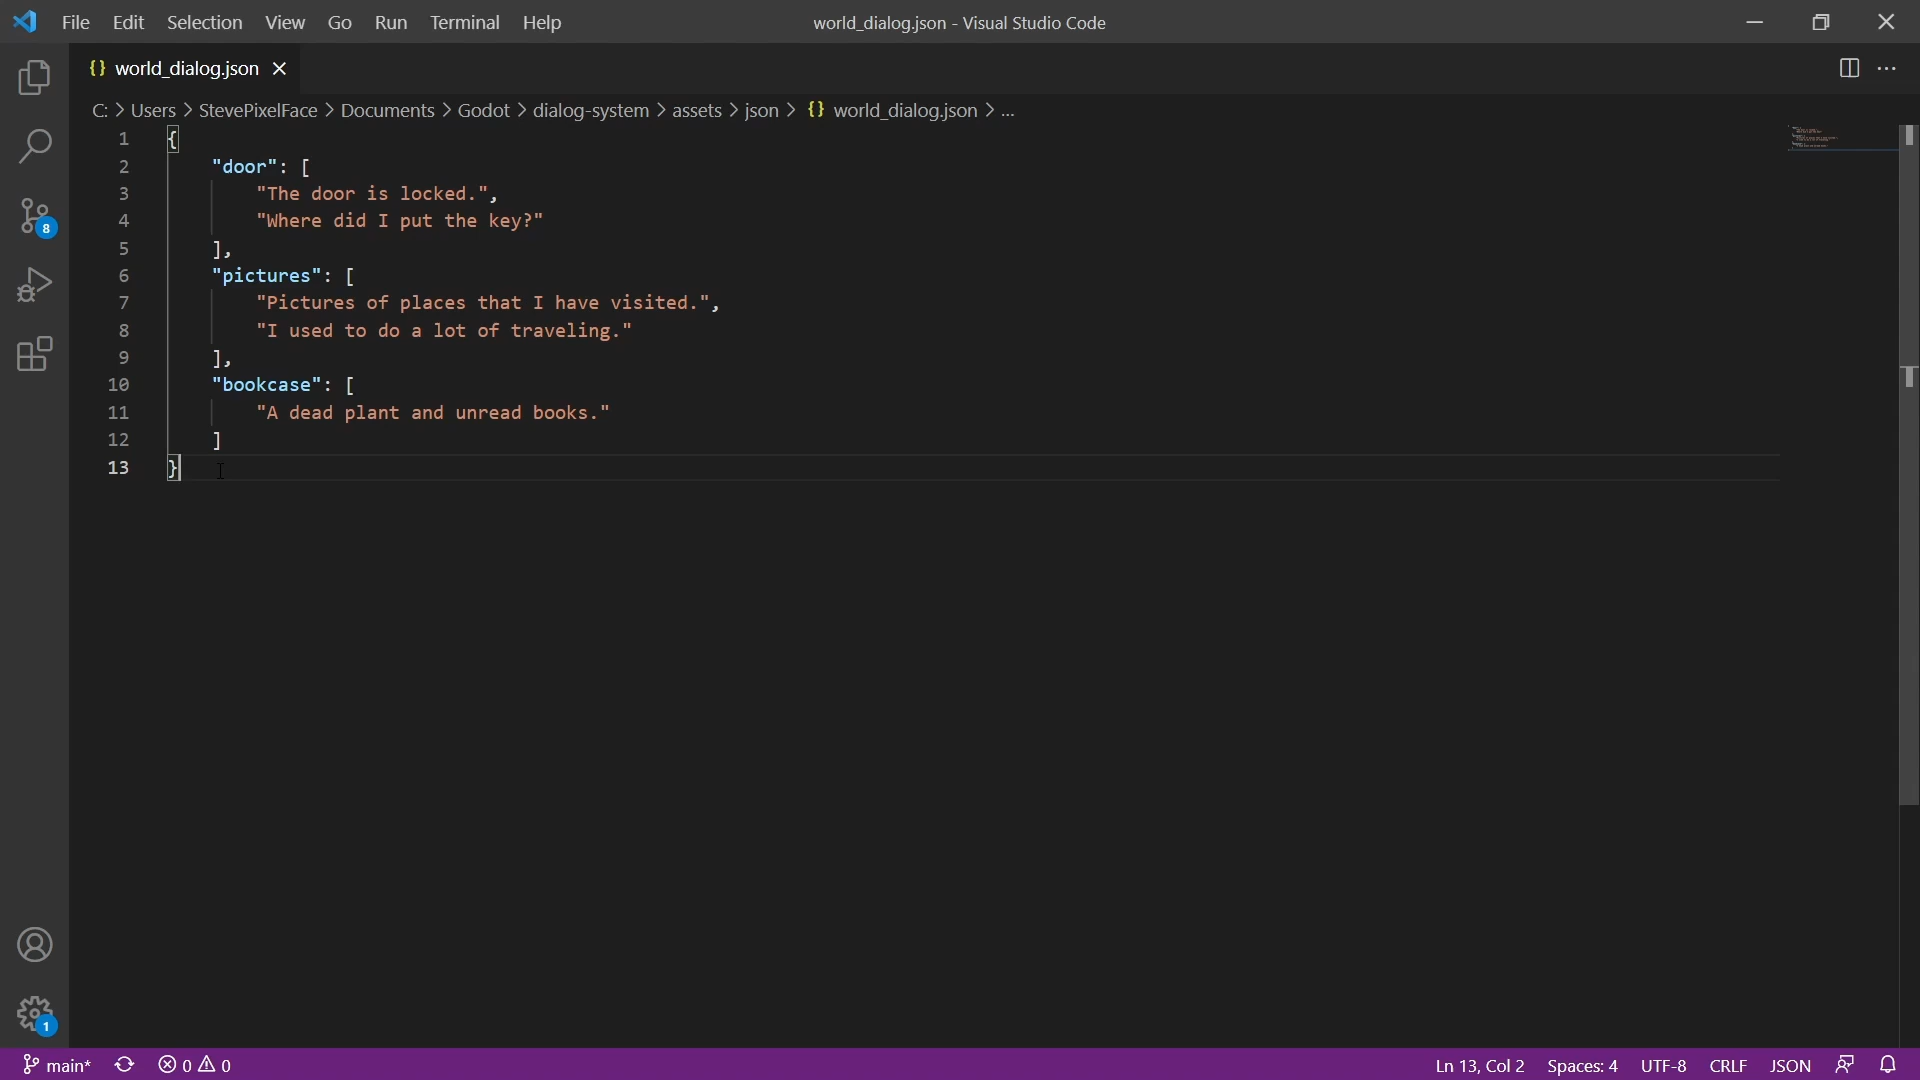 File Edit Selection View Go Run Terminal Help world_dialog.json - Visual Studio Code
{} world_dialog.json
C: > Users > StevePixelFace > Documents > Godot > dialog-system > assets > json > {} world_dialog.json > ...
1 {
2 "door": [
3 "The door is locked.",
4 "Where did I put the key?"
5 ],
6 "pictures": [
7 "Pictures of places that I have visited.",
8 "I used to do a lot of traveling."
9 ],
10 "bookcase": [
11 "A dead plant and unread books."
12 ]
13 }
8
1
main* 0 0 Ln 13, Col 2 Spaces: 4 UTF-8 CRLF JSON